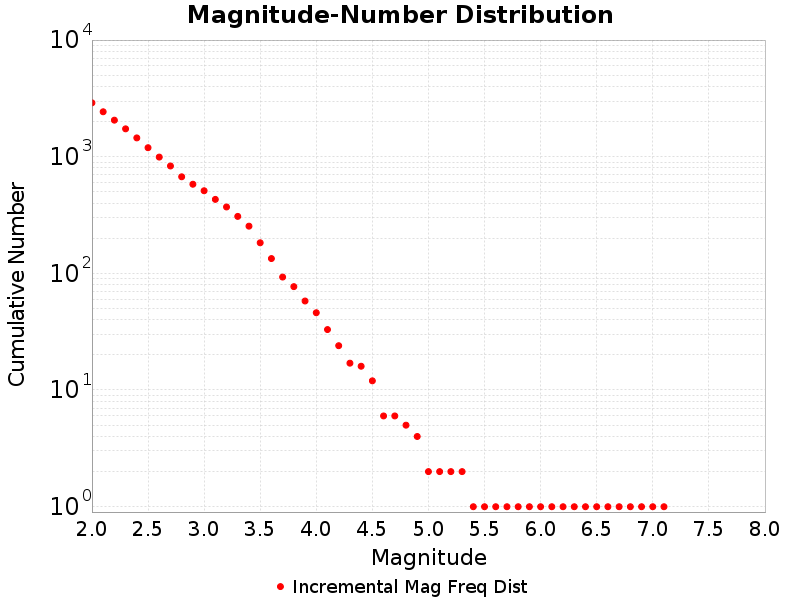 Magnitude-Number Distribution
10^4
10^3
10^2
10^1
10^0
Cumulative Number
2.0 2.5 3.0 3.5 4.0 4.5 5.0 5.5 6.0 6.5 7.0 7.5 8.0
Magnitude
Incremental Mag Freq Dist